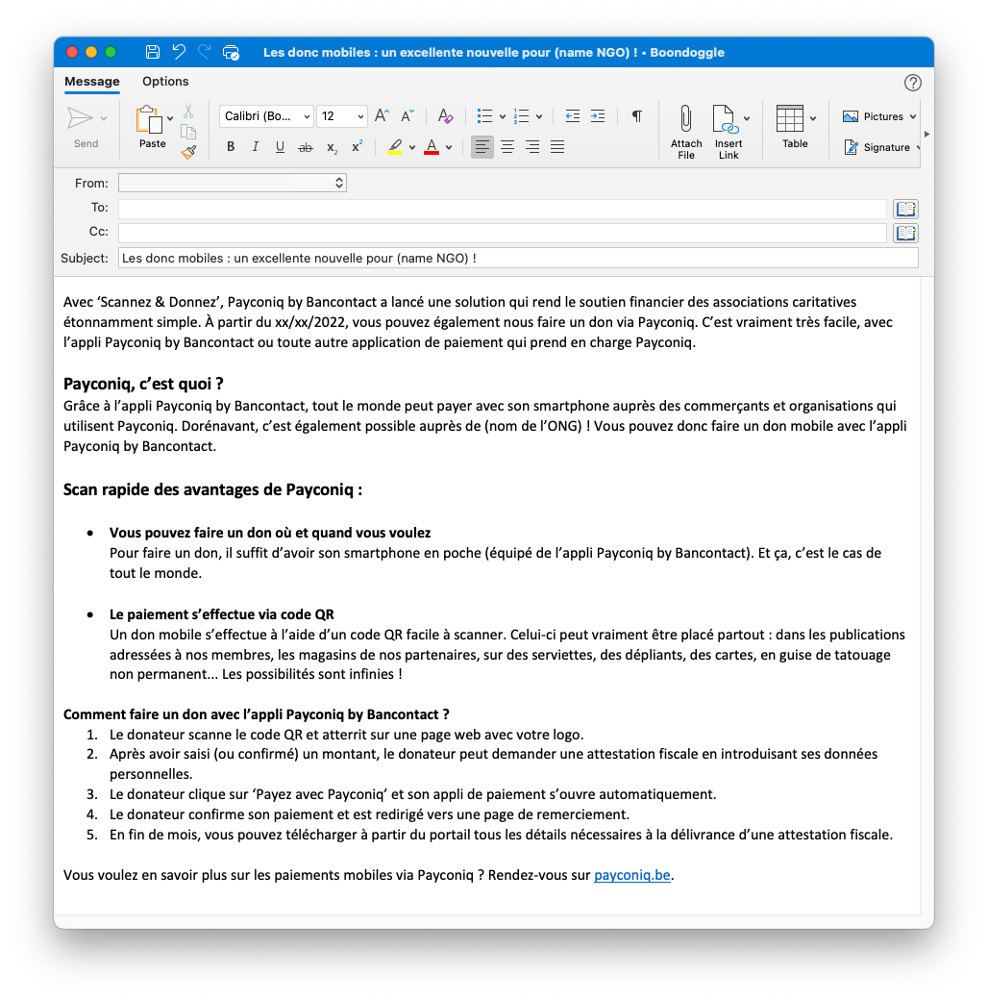 Les donc mobiles : un excellente nouvelle pour (name NGO) ! • Boondoggle
Message Options
Send
Paste
Calibri (Bo... 12
B I U ab x₂ x²
A
Attach File
Insert Link
Table
Pictures
Signature
From:
To:
Cc:
Subject: Les donc mobiles : un excellente nouvelle pour (name NGO) !
Avec ‘Scannez & Donnez’, Payconiq by Bancontact a lancé une solution qui rend le soutien financier des associations caritatives
étonnamment simple. À partir du xx/xx/2022, vous pouvez également nous faire un don via Payconiq. C’est vraiment très facile, avec
l’appli Payconiq by Bancontact ou toute autre application de paiement qui prend en charge Payconiq.
Payconiq, c’est quoi ?
Grâce à l’appli Payconiq by Bancontact, tout le monde peut payer avec son smartphone auprès des commerçants et organisations qui
utilisent Payconiq. Dorénavant, c’est également possible auprès de (nom de l’ONG) ! Vous pouvez donc faire un don mobile avec l’appli
Payconiq by Bancontact.
Scan rapide des avantages de Payconiq :
• Vous pouvez faire un don où et quand vous voulez
Pour faire un don, il suffit d’avoir son smartphone en poche (équipé de l’appli Payconiq by Bancontact). Et ça, c’est le cas de
tout le monde.
• Le paiement s’effectue via code QR
Un don mobile s’effectue à l’aide d’un code QR facile à scanner. Celui-ci peut vraiment être placé partout : dans les publications
adressées à nos membres, les magasins de nos partenaires, sur des serviettes, des dépliants, des cartes, en guise de tatouage
non permanent... Les possibilités sont infinies !
Comment faire un don avec l’appli Payconiq by Bancontact ?
1. Le donateur scanne le code QR et atterrit sur une page web avec votre logo.
2. Après avoir saisi (ou confirmé) un montant, le donateur peut demander une attestation fiscale en introduisant ses données
personnelles.
3. Le donateur clique sur ‘Payez avec Payconiq’ et son appli de paiement s’ouvre automatiquement.
4. Le donateur confirme son paiement et est redirigé vers une page de remerciement.
5. En fin de mois, vous pouvez télécharger à partir du portail tous les détails nécessaires à la délivrance d’une attestation fiscale.
Vous voulez en savoir plus sur les paiements mobiles via Payconiq ? Rendez-vous sur payconiq.be.